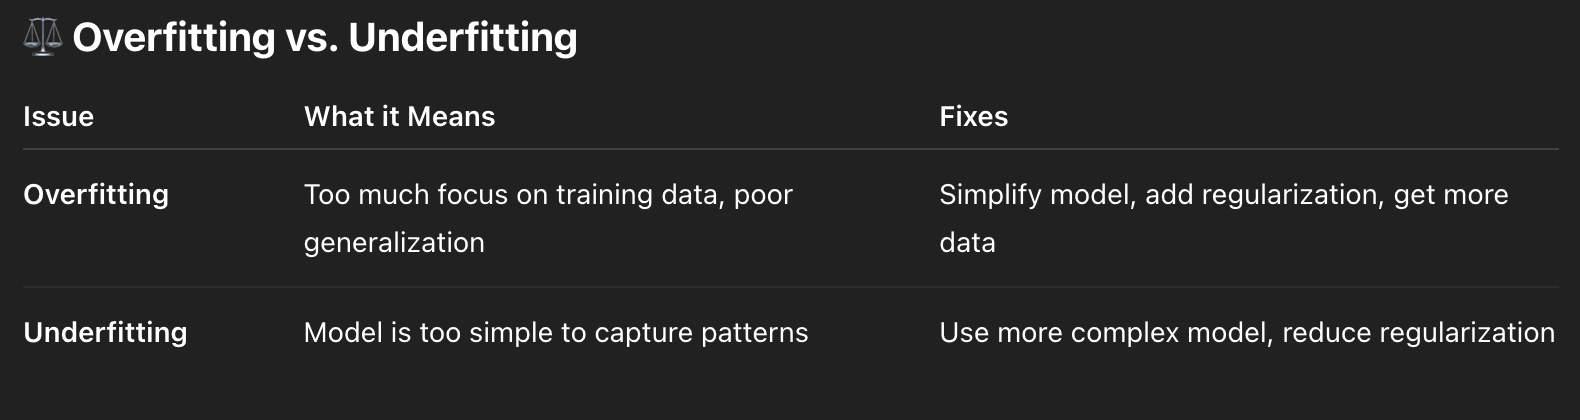 ⚖️ Overfitting vs. Underfitting
Issue What it Means Fixes
Overfitting Too much focus on training data, poor generalization Simplify model, add regularization, get more data
Underfitting Model is too simple to capture patterns Use more complex model, reduce regularization